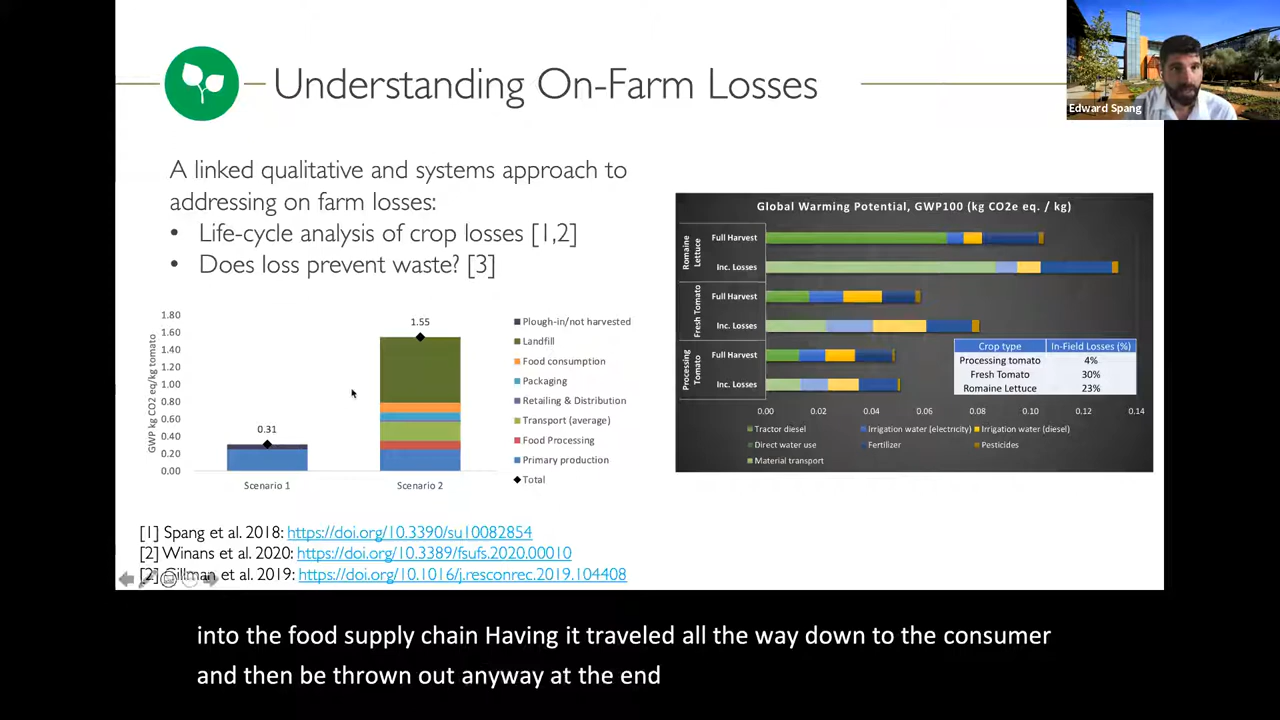 Edward Spang
Understanding On-Farm Losses
A linked qualitative and systems approach to
addressing on farm losses:
• Life-cycle analysis of crop losses [1,2]
• Does loss prevent waste? [3]
GWP kg CO2 eq/kg tomato
1.80
1.60
1.40
1.20
1.00
0.80
0.60
0.40
0.20
0.00
0.31
1.55
Scenario 1
Scenario 2
Plough-in/not harvested
Landfill
Food consumption
Packaging
Retailing & Distribution
Transport (average)
Food Processing
Primary production
Total
Global Warming Potential, GWP100 (kg CO2e eq. / kg)
Romaine
Lettuce
Full Harvest
Inc. Losses
Fresh Tomato
Full Harvest
Inc. Losses
Processing
Tomato
Full Harvest
Inc. Losses
0.00 0.02 0.04 0.06 0.08 0.10 0.12 0.14
Crop type In-Field Losses (%)
Processing tomato 4%
Fresh Tomato 30%
Romaine Lettuce 23%
Tractor diesel Irrigation water (electricity) Irrigation water (diesel)
Direct water use Fertilizer Pesticides
Material transport
[1] Spang et al. 2018: https://doi.org/10.3390/su10082854
[2] Winans et al. 2020: https://doi.org/10.3389/fsufs.2020.00010
[2] Gillman et al. 2019: https://doi.org/10.1016/j.resconrec.2019.104408
into the food supply chain Having it traveled all the way down to the consumer
and then be thrown out anyway at the end